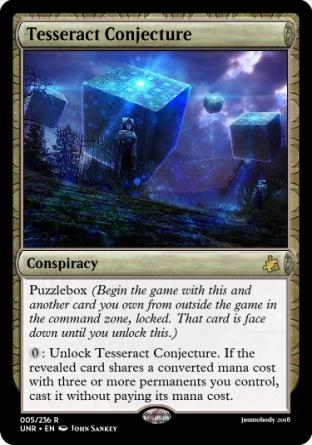 Tesseract Conjecture
Conspiracy
Puzzlebox (Begin the game with this and
another card you own from outside the game in
the command zone, locked. That card is face
down until you unlock this.)
0: Unlock Tesseract Conjecture. If the
revealed card shares a converted mana cost
with three or more permanents you control,
cast it without paying its mana cost.
005/236 R
UNR • EN JOHN SANKEY
justnobody 2018